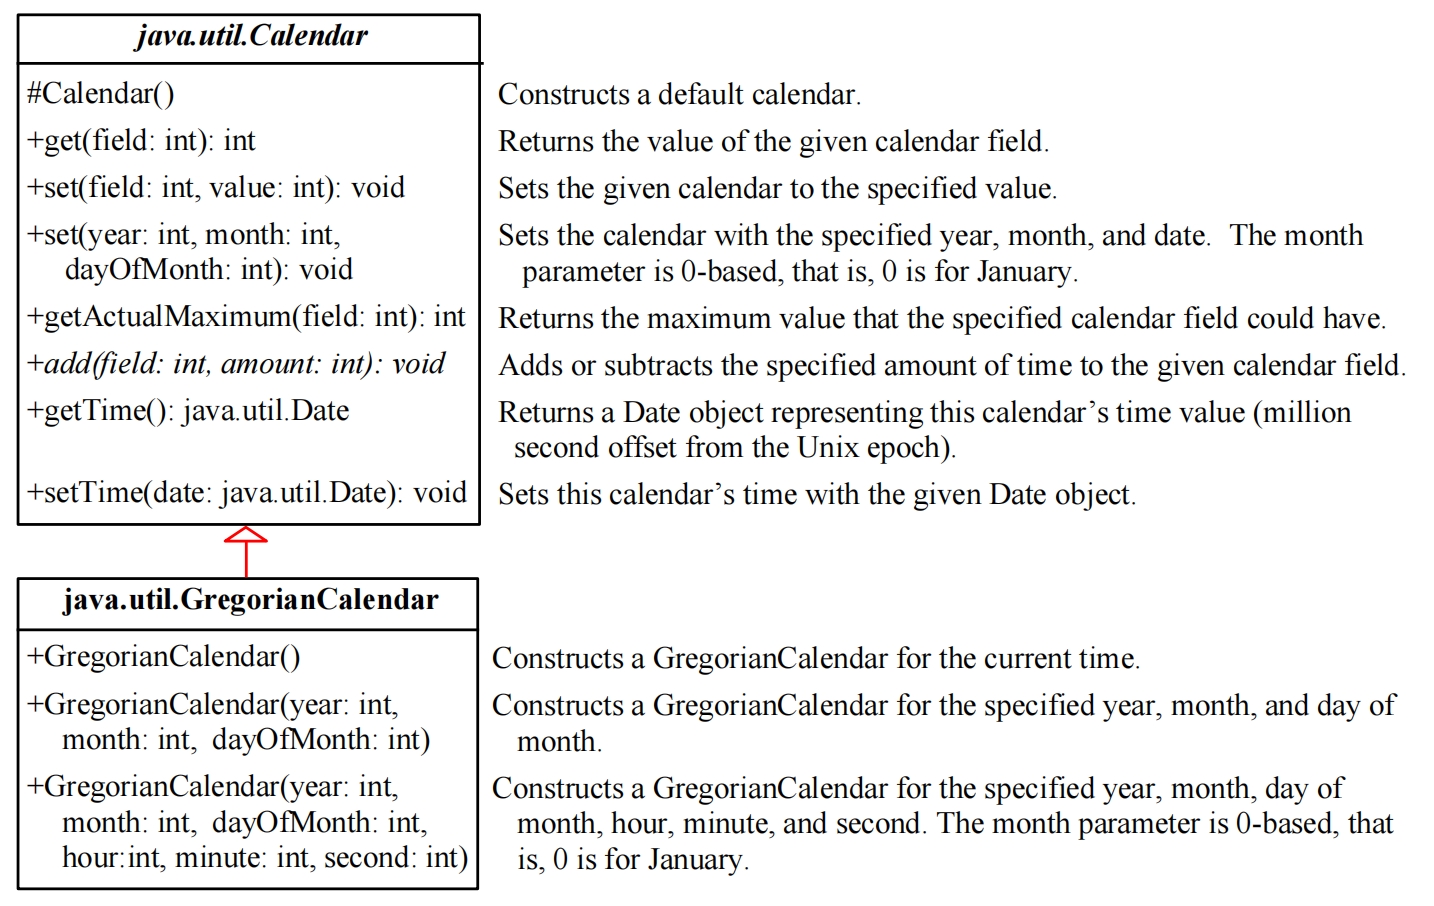 java.util.Calendar
#Calendar()
Constructs a default calendar.
+get(field: int): int
Returns the value of the given calendar field.
+set(field: int, value: int): void
Sets the given calendar to the specified value.
+set(year: int, month: int,
dayOfMonth: int): void
Sets the calendar with the specified year, month, and date.  The month
parameter is 0-based, that is, 0 is for January.
+getActualMaximum(field: int): int
Returns the maximum value that the specified calendar field could have.
+add(field: int, amount: int): void
Adds or subtracts the specified amount of time to the given calendar field.
+getTime(): java.util.Date
Returns a Date object representing this calendar’s time value (million
second offset from the Unix epoch).
+setTime(date: java.util.Date): void
Sets this calendar’s time with the given Date object.
java.util.GregorianCalendar
+GregorianCalendar()
Constructs a GregorianCalendar for the current time.
+GregorianCalendar(year: int,
month: int,  dayOfMonth: int)
Constructs a GregorianCalendar for the specified year, month, and day of
month.
+GregorianCalendar(year: int,
month: int,  dayOfMonth: int,
hour:int, minute: int, second: int)
Constructs a GregorianCalendar for the specified year, month, day of
month, hour, minute, and second. The month parameter is 0-based, that
is, 0 is for January.